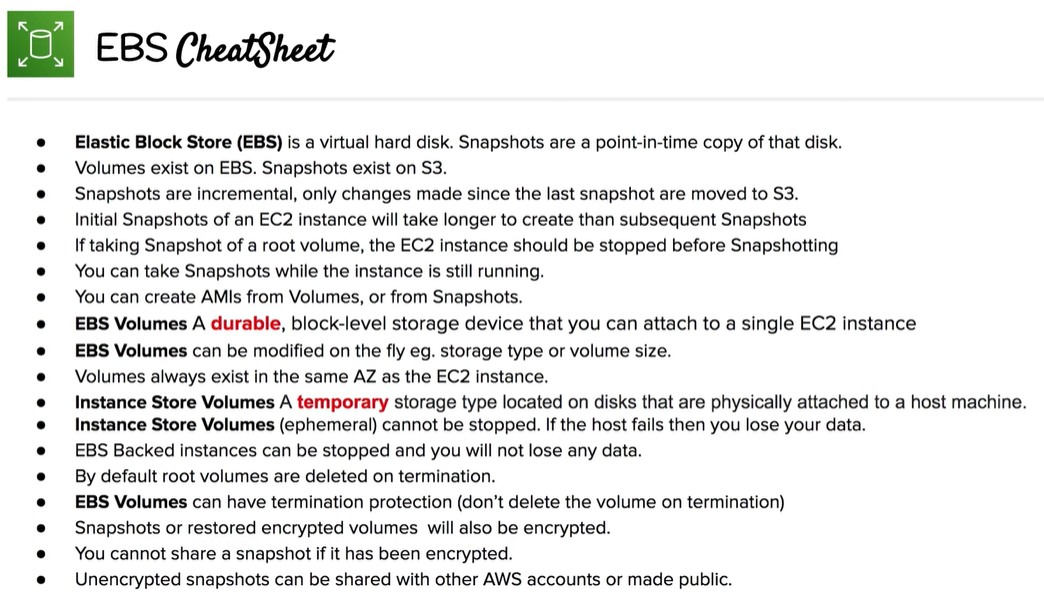 EBS CheatSheet
● Elastic Block Store (EBS) is a virtual hard disk. Snapshots are a point-in-time copy of that disk.
● Volumes exist on EBS. Snapshots exist on S3.
● Snapshots are incremental, only changes made since the last snapshot are moved to S3.
● Initial Snapshots of an EC2 instance will take longer to create than subsequent Snapshots
● If taking Snapshot of a root volume, the EC2 instance should be stopped before Snapshotting
● You can take Snapshots while the instance is still running.
● You can create AMIs from Volumes, or from Snapshots.
● EBS Volumes A durable, block-level storage device that you can attach to a single EC2 instance
● EBS Volumes can be modified on the fly eg. storage type or volume size.
● Volumes always exist in the same AZ as the EC2 instance.
● Instance Store Volumes A temporary storage type located on disks that are physically attached to a host machine.
● Instance Store Volumes (ephemeral) cannot be stopped. If the host fails then you lose your data.
● EBS Backed instances can be stopped and you will not lose any data.
● By default root volumes are deleted on termination.
● EBS Volumes can have termination protection (don't delete the volume on termination)
● Snapshots or restored encrypted volumes  will also be encrypted.
● You cannot share a snapshot if it has been encrypted.
● Unencrypted snapshots can be shared with other AWS accounts or made public.